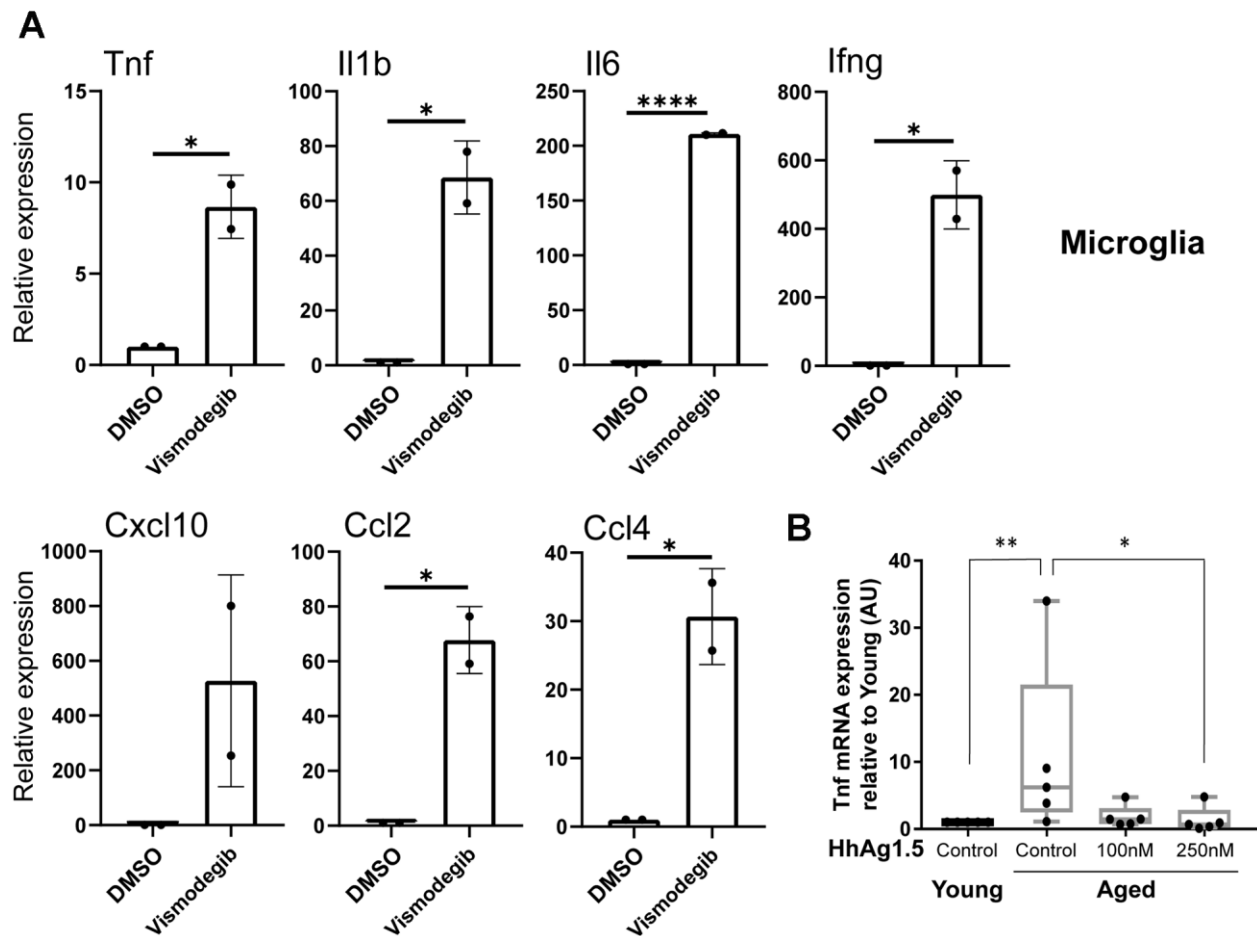 A
Tnf
Il1b
Il6
Ifng
Relative expression
15
10
5
0
*
DMSO
Vismodegib
100
80
60
40
20
0
*
DMSO
Vismodegib
250
200
150
100
50
0
****
DMSO
Vismodegib
800
600
400
200
0
*
DMSO
Vismodegib
Microglia
Cxcl10
Ccl2
Ccl4
Relative expression
1000
800
600
400
200
0
DMSO
Vismodegib
100
80
60
40
20
0
*
DMSO
Vismodegib
40
30
20
10
0
*
DMSO
Vismodegib
B
Tnf mRNA expression
relative to Young (AU)
40
30
20
10
0
**
*
HhAg1.5 Control Control 100nM 250nM
Young Aged